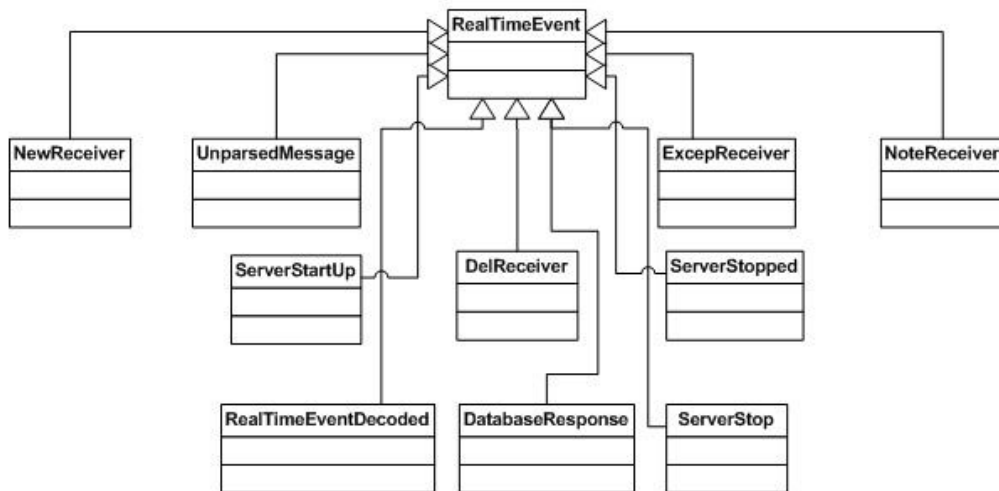 RealTimeEvent
NewReceiver
UnparsedMessage
ExcepReceiver
NoteReceiver
ServerStartUp
DelReceiver
ServerStopped
RealTimeEventDecoded
DatabaseResponse
ServerStop